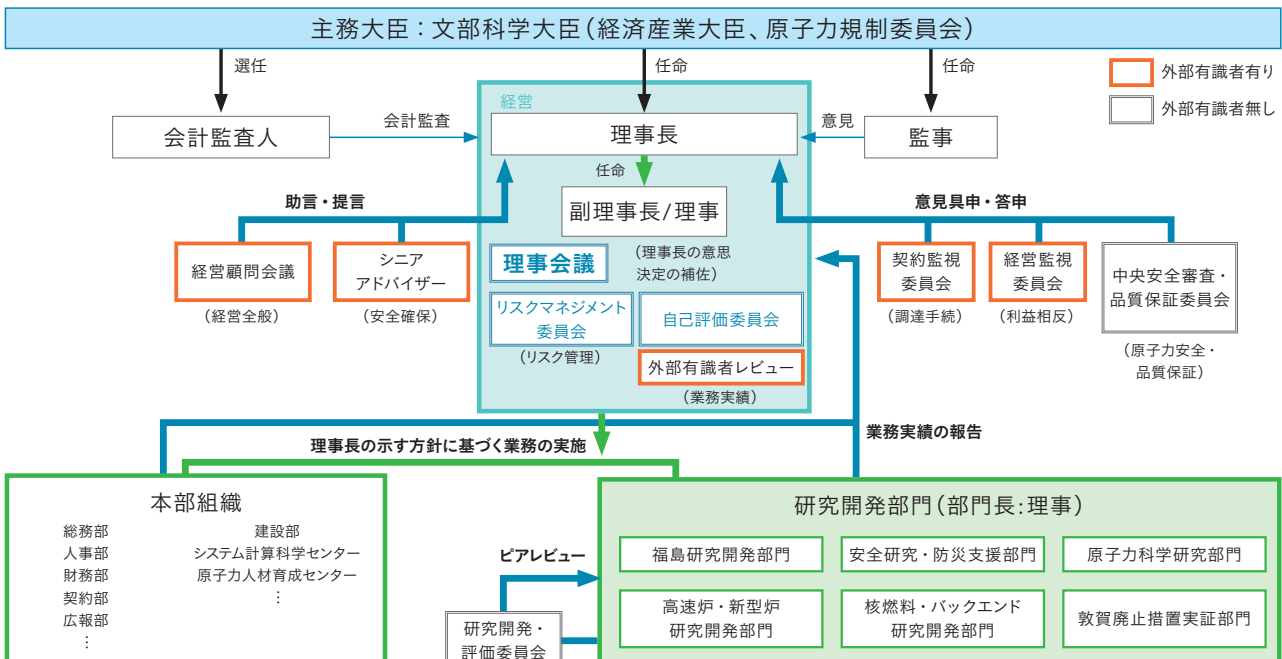 主務大臣：文部科学大臣（経済産業大臣、原子力規制委員会）
選任
任命
任命
外部有識者有り
外部有識者無し
経営
会計監査人
会計監査
理事長
意見
監事
任命
副理事長/理事
助言・提言
意見具申・答申
経営顧問会議
（経営全般）
シニア
アドバイザー
（安全確保）
理事会議
（理事長の意思
決定の補佐）
リスクマネジメント
委員会
（リスク管理）
自己評価委員会
外部有識者レビュー
（業務実績）
契約監視
委員会
（調達手続）
経営監視
委員会
（利益相反）
中央安全審査・
品質保証委員会
（原子力安全・
品質保証）
業務実績の報告
理事長の示す方針に基づく業務の実施
本部組織
総務部
人事部
財務部
契約部
広報部
⋮
建設部
システム計算科学センター
原子力人材育成センター
⋮
ピアレビュー
研究開発・
評価委員会
研究開発部門（部門長：理事）
福島研究開発部門
安全研究・防災支援部門
原子力科学研究部門
高速炉・新型炉
研究開発部門
核燃料・バックエンド
研究開発部門
敦賀廃止措置実証部門